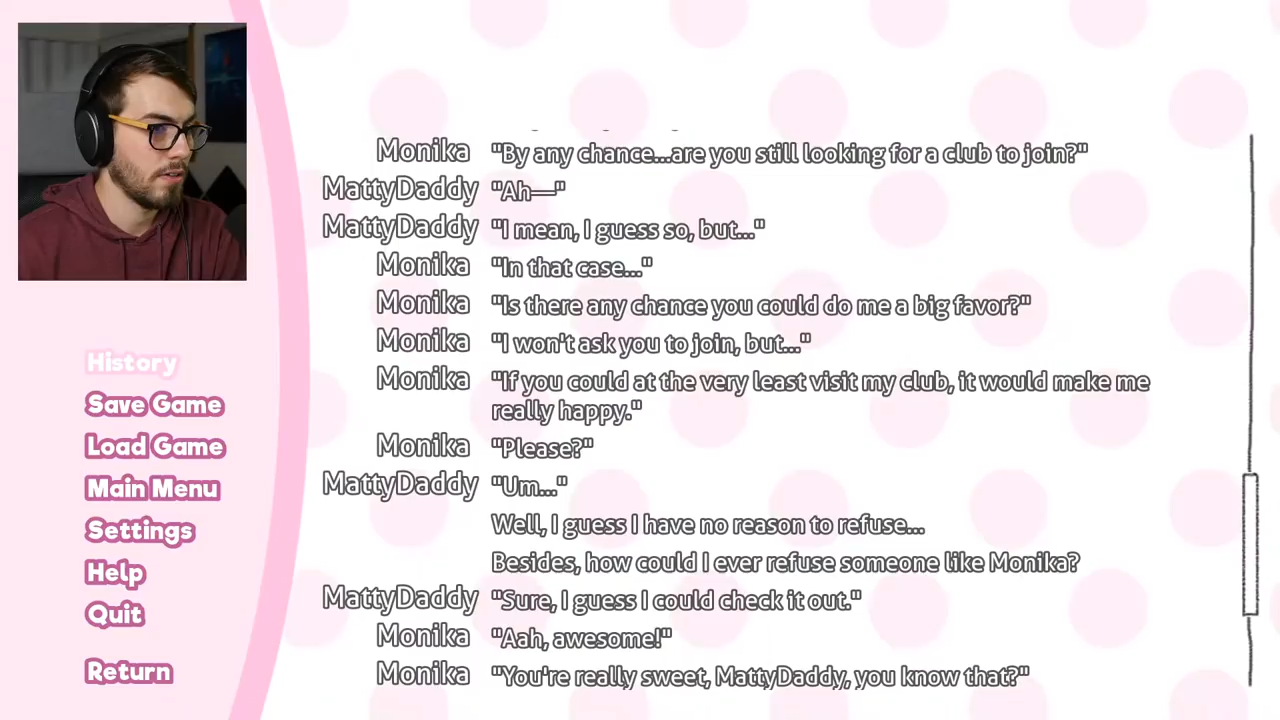 Monika "By any chance...are you still looking for a club to join?"
MattyDaddy "Ah—"
MattyDaddy "I mean, I guess so, but..."
Monika "In that case..."
Monika "Is there any chance you could do me a big favor?"
Monika "I won't ask you to join, but..."
Monika "If you could at the very least visit my club, it would make me
really happy."
Monika "Please?"
MattyDaddy "Um..."
Well, I guess I have no reason to refuse...
Besides, how could I ever refuse someone like Monika?
MattyDaddy "Sure, I guess I could check it out."
Monika "Aah, awesome!"
Monika "You're really sweet, MattyDaddy, you know that?"
History
Save Game
Load Game
Main Menu
Settings
Help
Quit
Return